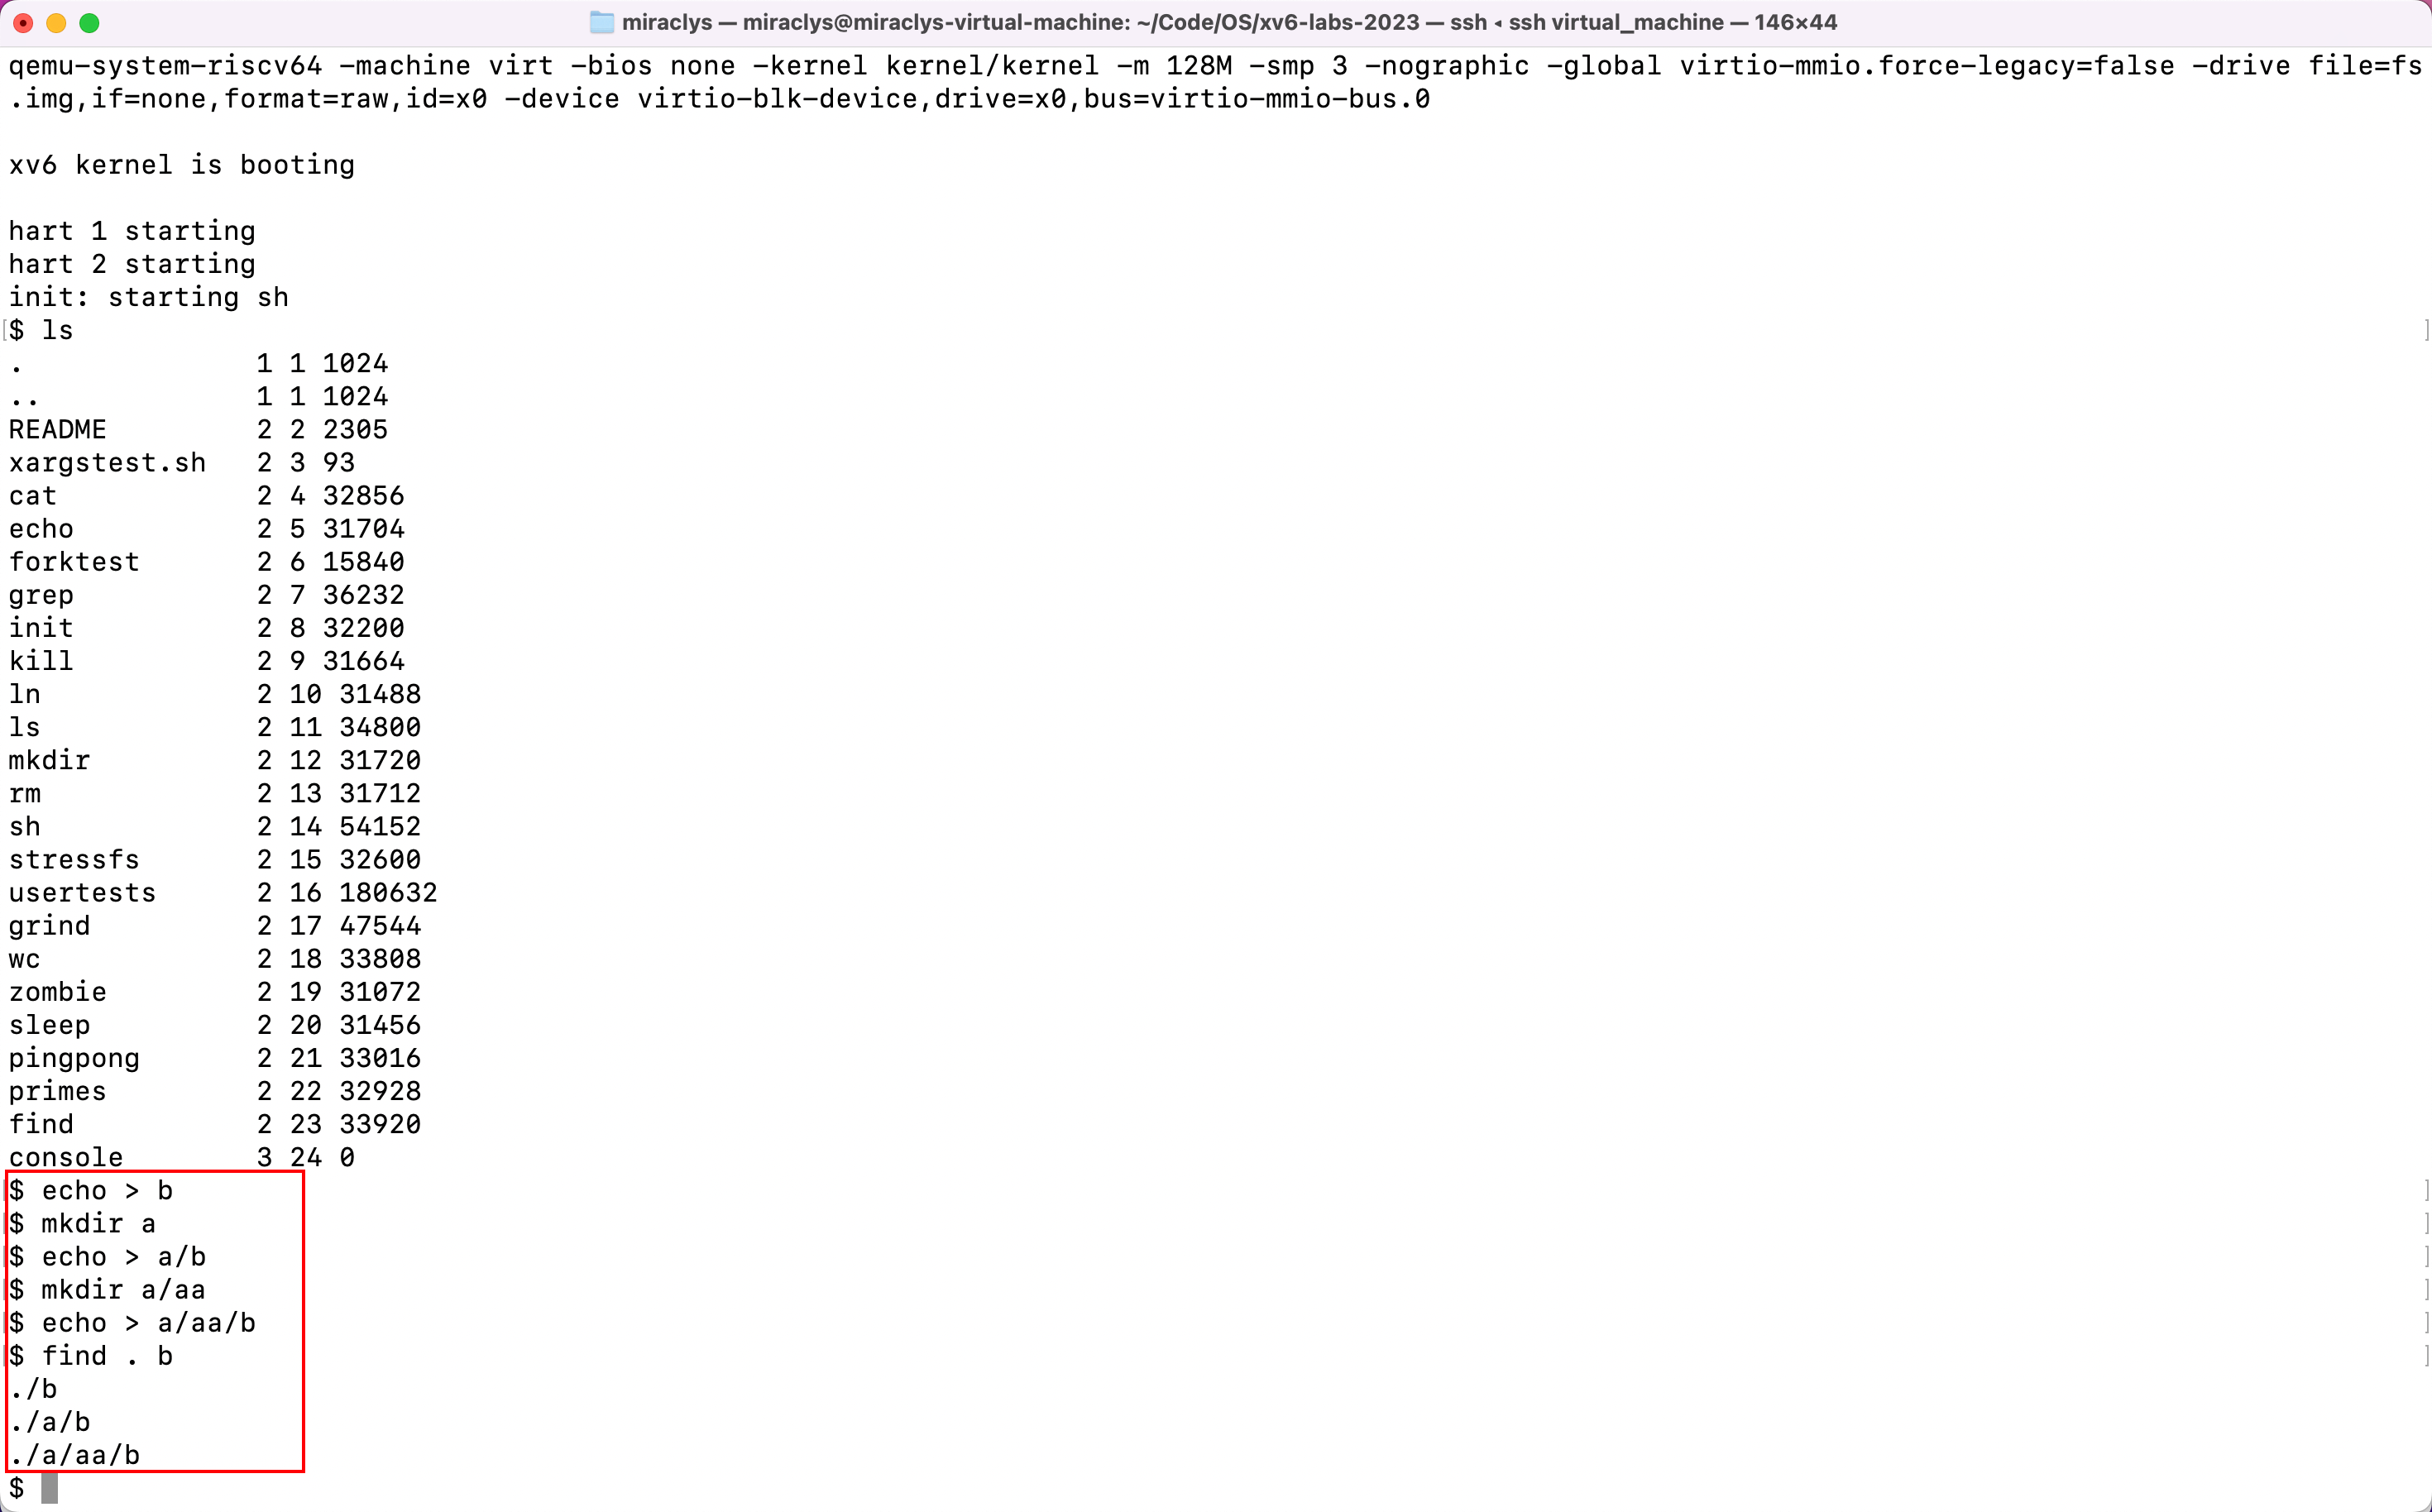 miraclys — miraclys@miraclys-virtual-machine: ~/Code/OS/xv6-labs-2023 — ssh ◂ ssh virtual_machine — 146×44
qemu-system-riscv64 -machine virt -bios none -kernel kernel/kernel -m 128M -smp 3 -nographic -global virtio-mmio.force-legacy=false -drive file=fs
.img,if=none,format=raw,id=x0 -device virtio-blk-device,drive=x0,bus=virtio-mmio-bus.0
xv6 kernel is booting
hart 1 starting
hart 2 starting
init: starting sh
[$ ls ]
. 1 1 1024
.. 1 1 1024
README 2 2 2305
xargstest.sh 2 3 93
cat 2 4 32856
echo 2 5 31704
forktest 2 6 15840
grep 2 7 36232
init 2 8 32200
kill 2 9 31664
ln 2 10 31488
ls 2 11 34800
mkdir 2 12 31720
rm 2 13 31712
sh 2 14 54152
stressfs 2 15 32600
usertests 2 16 180632
grind 2 17 47544
wc 2 18 33808
zombie 2 19 31072
sleep 2 20 31456
pingpong 2 21 33016
primes 2 22 32928
find 2 23 33920
console 3 24 0
[$ echo > b ]
[$ mkdir a ]
[$ echo > a/b ]
[$ mkdir a/aa ]
[$ echo > a/aa/b ]
[$ find . b ]
./b
./a/b
./a/aa/b
$